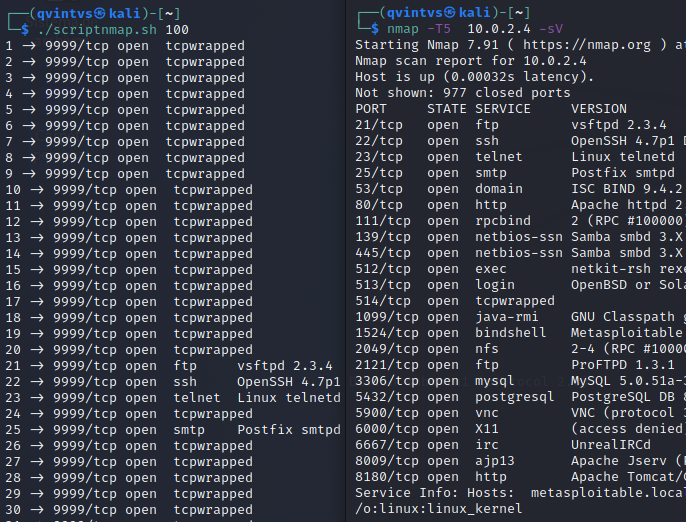 ┌──(qvintvs㉿kali)-[~]
└─$ ./scriptnmap.sh 100
1 → 9999/tcp open  tcpwrapped
2 → 9999/tcp open  tcpwrapped
3 → 9999/tcp open  tcpwrapped
4 → 9999/tcp open  tcpwrapped
5 → 9999/tcp open  tcpwrapped
6 → 9999/tcp open  tcpwrapped
7 → 9999/tcp open  tcpwrapped
8 → 9999/tcp open  tcpwrapped
9 → 9999/tcp open  tcpwrapped
10 → 9999/tcp open  tcpwrapped
11 → 9999/tcp open  tcpwrapped
12 → 9999/tcp open  tcpwrapped
13 → 9999/tcp open  tcpwrapped
14 → 9999/tcp open  tcpwrapped
15 → 9999/tcp open  tcpwrapped
16 → 9999/tcp open  tcpwrapped
17 → 9999/tcp open  tcpwrapped
18 → 9999/tcp open  tcpwrapped
19 → 9999/tcp open  tcpwrapped
20 → 9999/tcp open  tcpwrapped
21 → 9999/tcp open  ftp     vsftpd 2.3.4
22 → 9999/tcp open  ssh     OpenSSH 4.7p1
23 → 9999/tcp open  telnet  Linux telnetd
24 → 9999/tcp open  tcpwrapped
25 → 9999/tcp open  smtp    Postfix smtpd
26 → 9999/tcp open  tcpwrapped
27 → 9999/tcp open  tcpwrapped
28 → 9999/tcp open  tcpwrapped
29 → 9999/tcp open  tcpwrapped
30 → 9999/tcp open  tcpwrapped
┌──(qvintvs㉿kali)-[~]
└─$ nmap -T5  10.0.2.4 -sV
Starting Nmap 7.91 ( https://nmap.org ) at
Nmap scan report for 10.0.2.4
Host is up (0.00032s latency).
Not shown: 977 closed ports
PORT     STATE SERVICE     VERSION
21/tcp   open  ftp         vsftpd 2.3.4
22/tcp   open  ssh         OpenSSH 4.7p1 D
23/tcp   open  telnet      Linux telnetd
25/tcp   open  smtp        Postfix smtpd
53/tcp   open  domain      ISC BIND 9.4.2
80/tcp   open  http        Apache httpd 2
111/tcp  open  rpcbind     2 (RPC #100000
139/tcp  open  netbios-ssn Samba smbd 3.X
445/tcp  open  netbios-ssn Samba smbd 3.X
512/tcp  open  exec        netkit-rsh rexe
513/tcp  open  login       OpenBSD or Sola
514/tcp  open  tcpwrapped
1099/tcp open  java-rmi    GNU Classpath g
1524/tcp open  bindshell   Metasploitable
2049/tcp open  nfs         2-4 (RPC #10000
2121/tcp open  ftp         ProFTPD 1.3.1
3306/tcp open  mysql       MySQL 5.0.51a-3
5432/tcp open  postgresql  PostgreSQL DB 8
5900/tcp open  vnc         VNC (protocol 3
6000/tcp open  X11         (access denied)
6667/tcp open  irc         UnrealIRCd
8009/tcp open  ajp13       Apache Jserv (P
8180/tcp open  http        Apache Tomcat/C
Service Info: Hosts:  metasploitable.local
/o:linux:linux_kernel